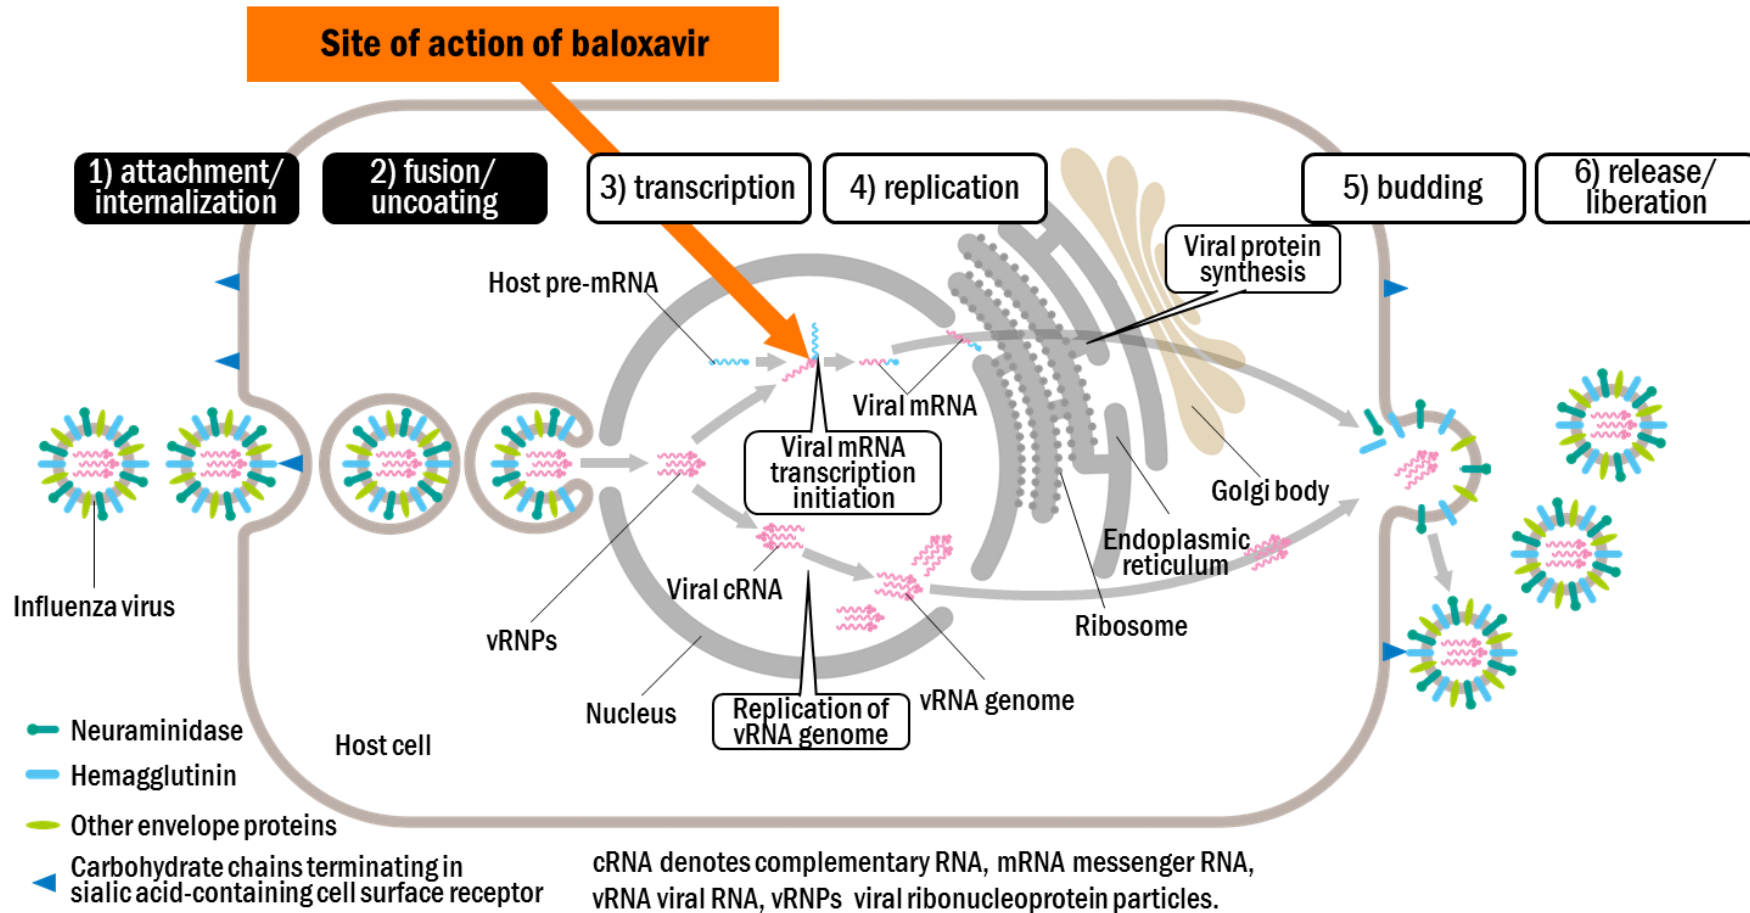 Site of action of baloxavir
1) attachment/
internalization
2) fusion/
uncoating
3) transcription
4) replication
5) budding
6) release/
liberation
Viral protein
synthesis
Host pre-mRNA
Viral mRNA
Viral mRNA
transcription
initiation
Golgi body
Endoplasmic
reticulum
Viral cRNA
Influenza virus
vRNPs
Ribosome
Nucleus
Replication of
vRNA genome
vRNA genome
Host cell
Neuraminidase
Hemagglutinin
Other envelope proteins
Carbohydrate chains terminating in
sialic acid-containing cell surface receptor
cRNA denotes complementary RNA, mRNA messenger RNA,
vRNA viral RNA, vRNPs viral ribonucleoprotein particles.